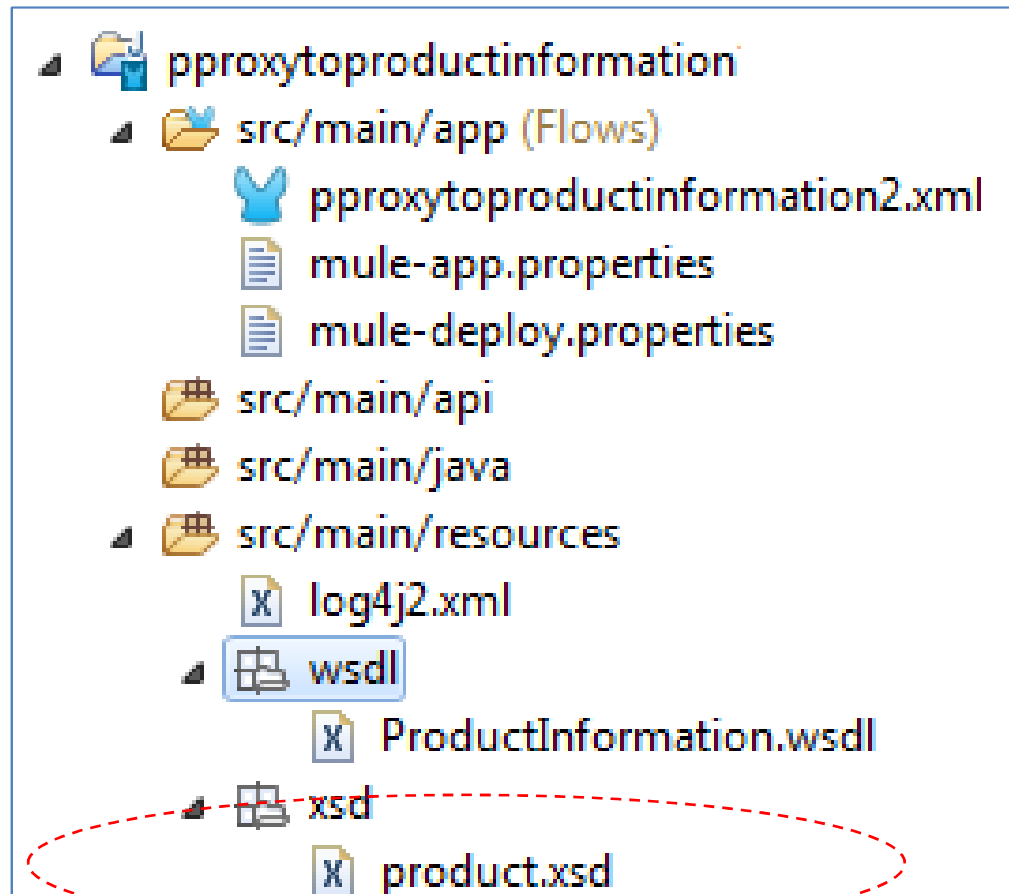 pproxytoproductinformation
src/main/app (Flows)
pproxytoproductinformation2.xml
mule-app.properties
mule-deploy.properties
src/main/api
src/main/java
src/main/resources
log4j2.xml
wsdl
ProductInformation.wsdl
xsd
product.xsd